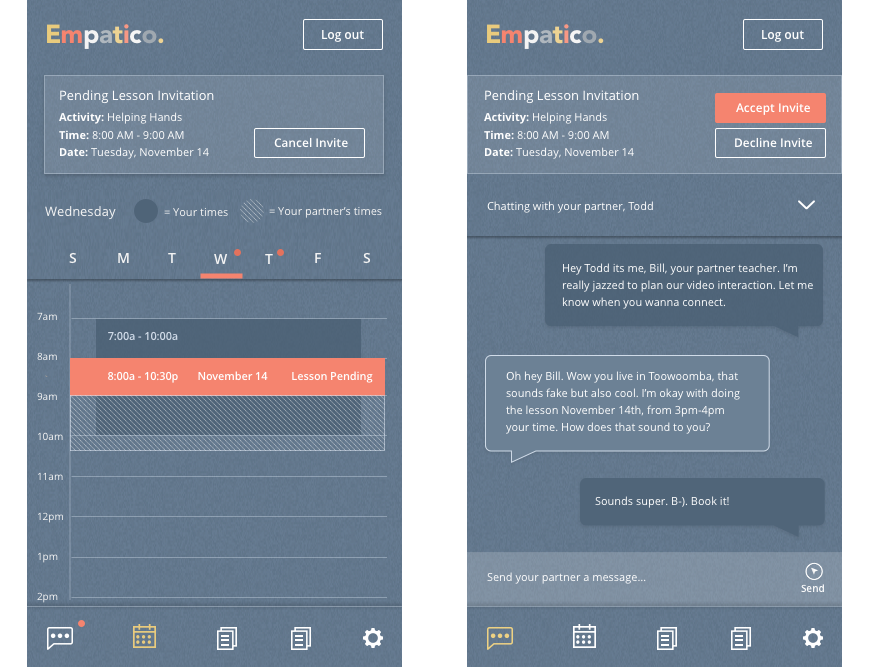 Empatico.
Log out
Pending Lesson Invitation
Activity: Helping Hands
Time: 8:00 AM - 9:00 AM
Date: Tuesday, November 14
Cancel Invite
Wednesday
= Your times
= Your partner's times
S M T W T F S
7am
7:00a - 10:00a
8am
8:00a - 10:30p November 14 Lesson Pending
9am
10am
11am
12pm
1pm
2pm
Empatico.
Log out
Pending Lesson Invitation
Activity: Helping Hands
Time: 8:00 AM - 9:00 AM
Date: Tuesday, November 14
Accept Invite
Decline Invite
Chatting with your partner, Todd
Hey Todd its me, Bill, your partner teacher. I'm
really jazzed to plan our video interaction. Let me
know when you wanna connect.
Oh hey Bill. Wow you live in Toowoomba, that
sounds fake but also cool. I'm okay with doing
the lesson November 14th, from 3pm-4pm
your time. How does that sound to you?
Sounds super. B-). Book it!
Send your partner a message...
Send